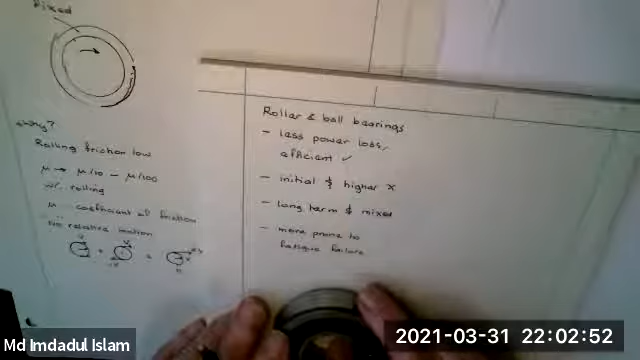 Fixed
why?
Rolling friction low
μ → μ/10 – μ/100
w. rolling
μ coefficient of friction
No relative motion
Roller & ball bearings
– less power loss,
efficient ✓
– initial $ higher x
– long term $ mixed
– more prone to
fatigue failure
Md Imdadul Islam
2021-03-31 22:02:52